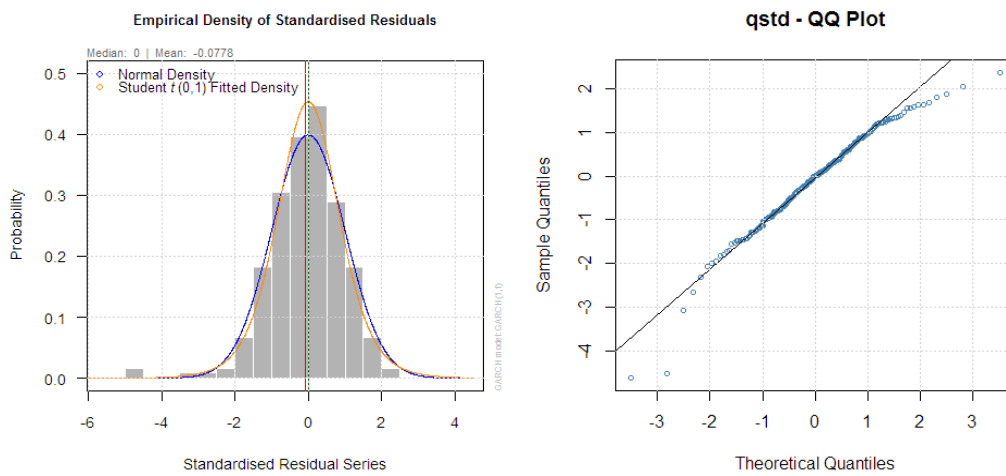 Empirical Density of Standardised Residuals
Median: 0 | Mean: -0.0778
Normal Density
Student t (0,1) Fitted Density
0.5
0.4
0.3
0.2
0.1
0.0
Probability
-6
-4
-2
0
2
4
Standardised Residual Series
GARCH model: GARCH(1,1)
qstd - QQ Plot
2
1
0
-1
-2
-3
-4
Sample Quantiles
-3
-2
-1
0
1
2
3
Theoretical Quantiles